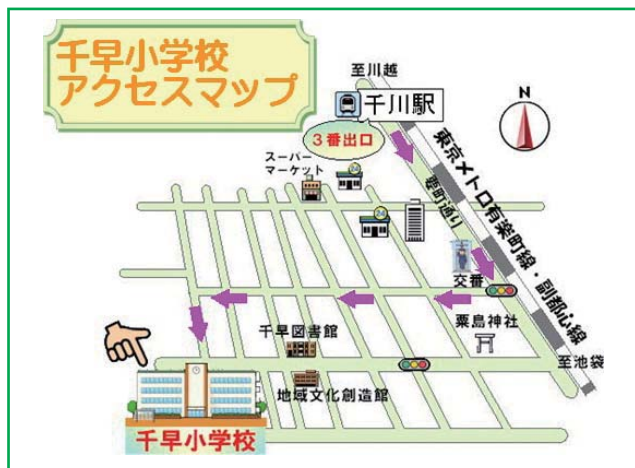 千早小学校
アクセスマップ
至川越
千川駅
3番出口
N
スーパー
マーケット
24
24
要町通り
東京メトロ有楽町線・副都心線
交番
粟島神社
千早図書館
至池袋
地域文化創造館
千早小学校